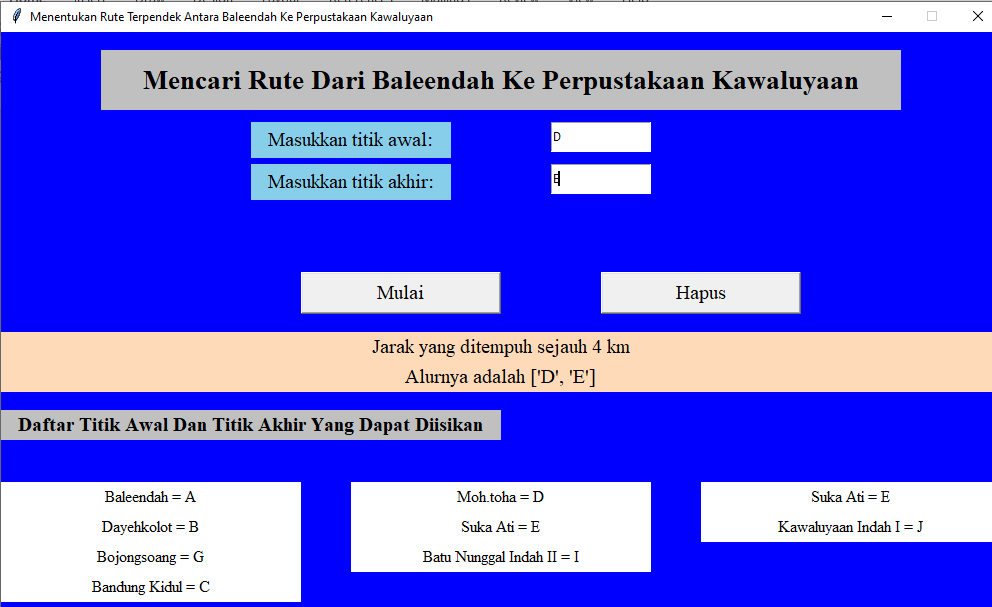 Menentukan Rute Terpendek Antara Baleendah Ke Perpustakaan Kawaluyaan
Mencari Rute Dari Baleendah Ke Perpustakaan Kawaluyaan
Masukkan titik awal: D
Masukkan titik akhir: E
Mulai Hapus
Jarak yang ditempuh sejauh 4 km
Alurnya adalah ['D', 'E']
Daftar Titik Awal Dan Titik Akhir Yang Dapat Diisikan
Baleendah = A
Dayehkolot = B
Bojongsoang = G
Bandung Kidul = C
Moh.toha = D
Suka Ati = E
Batu Nunggal Indah II = I
Suka Ati = E
Kawaluyaan Indah I = J